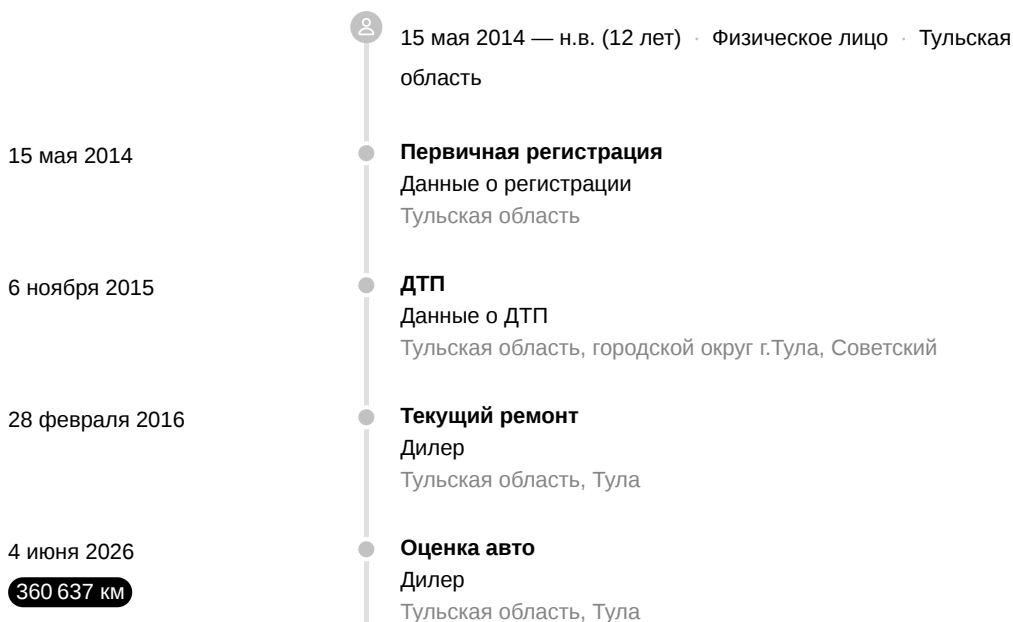 15 мая 2014 — н.в. (12 лет) · Физическое лицо · Тульская
область
15 мая 2014
Первичная регистрация
Данные о регистрации
Тульская область
6 ноября 2015
ДТП
Данные о ДТП
Тульская область, городской округ г.Тула, Советский
28 февраля 2016
Текущий ремонт
Дилер
Тульская область, Тула
4 июня 2026
Оценка авто
360 637 км
Дилер
Тульская область, Тула